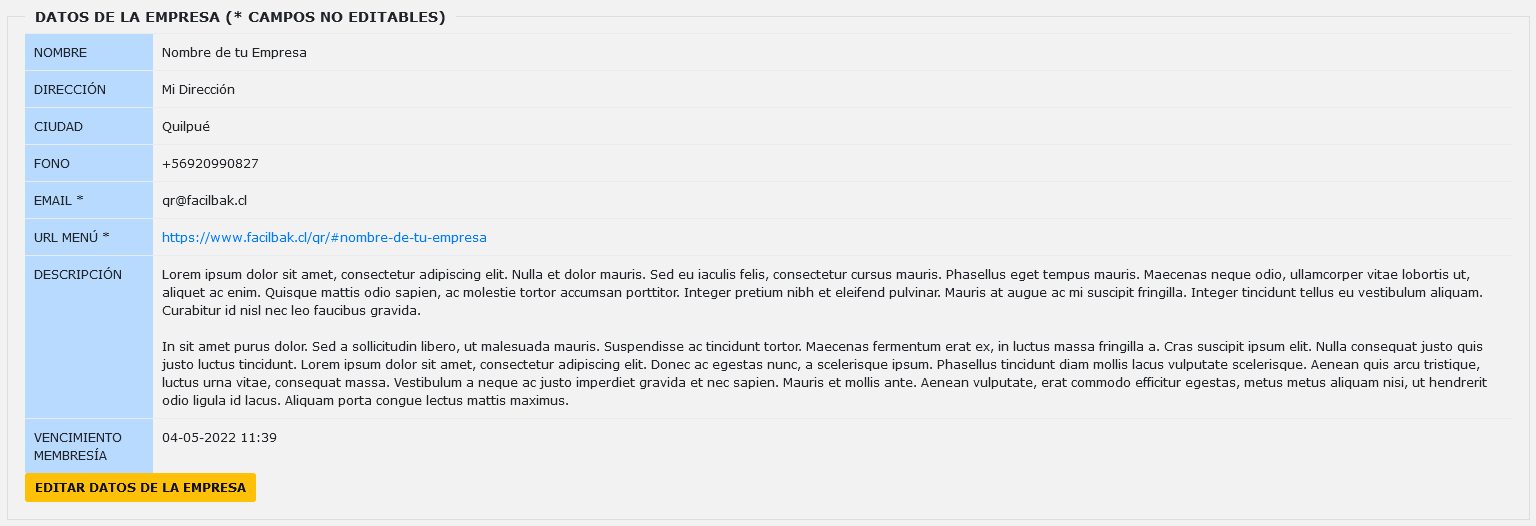 DATOS DE LA EMPRESA (* CAMPOS NO EDITABLES)
NOMBRE Nombre de tu Empresa
DIRECCIÓN Mi Dirección
CIUDAD Quilpué
FONO +56920990827
EMAIL * qr@facilbak.cl
URL MENÚ * https://www.facilbak.cl/qr/#nombre-de-tu-empresa
DESCRIPCIÓN Lorem ipsum dolor sit amet, consectetur adipiscing elit. Nulla et dolor mauris. Sed eu iaculis felis, consectetur cursus mauris. Phasellus eget tempus mauris. Maecenas neque odio, ullamcorper vitae lobortis ut,
aliquet ac enim. Quisque mattis odio sapien, ac molestie tortor accumsan porttitor. Integer pretium nibh et eleifend pulvinar. Mauris at augue ac mi suscipit fringilla. Integer tincidunt tellus eu vestibulum aliquam.
Curabitur id nisl nec leo faucibus gravida.
In sit amet purus dolor. Sed a sollicitudin libero, ut malesuada mauris. Suspendisse ac tincidunt tortor. Maecenas fermentum erat ex, in luctus massa fringilla a. Cras suscipit ipsum elit. Nulla consequat justo quis
justo luctus tincidunt. Lorem ipsum dolor sit amet, consectetur adipiscing elit. Donec ac egestas nunc, a scelerisque ipsum. Phasellus tincidunt diam mollis lacus vulputate scelerisque. Aenean quis arcu tristique,
luctus urna vitae, consequat massa. Vestibulum a neque ac justo imperdiet gravida et nec sapien. Mauris et mollis ante. Aenean vulputate, erat commodo efficitur egestas, metus metus aliquam nisi, ut hendrerit
odio ligula id lacus. Aliquam porta congue lectus mattis maximus.
VENCIMIENTO 04-05-2022 11:39
MEMBRESÍA
EDITAR DATOS DE LA EMPRESA